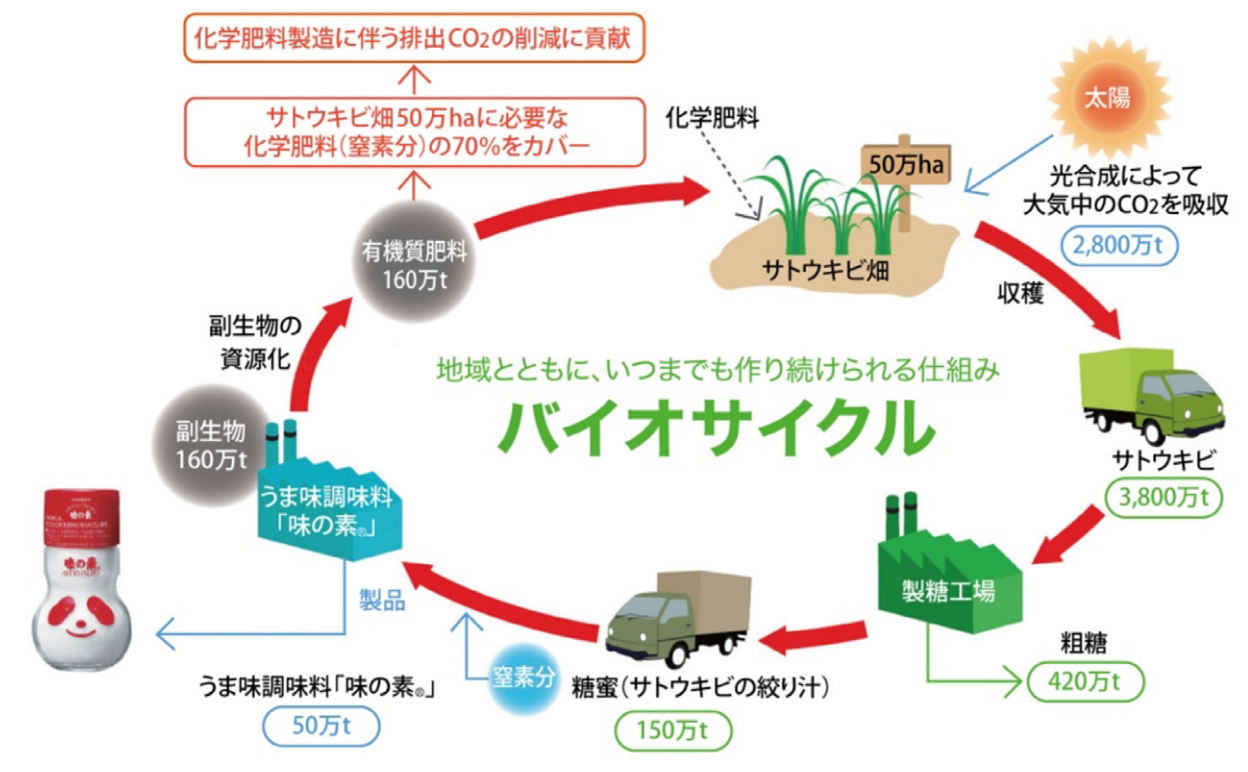 化学肥料製造に伴う排出CO2の削減に貢献
サトウキビ畑50万haに必要な
化学肥料(窒素分)の70%をカバー
化学肥料
太陽
50万ha
光合成によって
大気中のCO2を吸収
2,800万t
有機質肥料
160万t
サトウキビ畑
収穫
副生物の
資源化
地域とともに、いつまでも作り続けられる仕組み
バイオサイクル
副生物
160万t
サトウキビ
3,800万t
うま味調味料
「味の素®」
味の素
味の素
製糖工場
製品
粗糖
420万t
窒素分
うま味調味料「味の素®」
50万t
糖蜜(サトウキビの絞り汁)
150万t